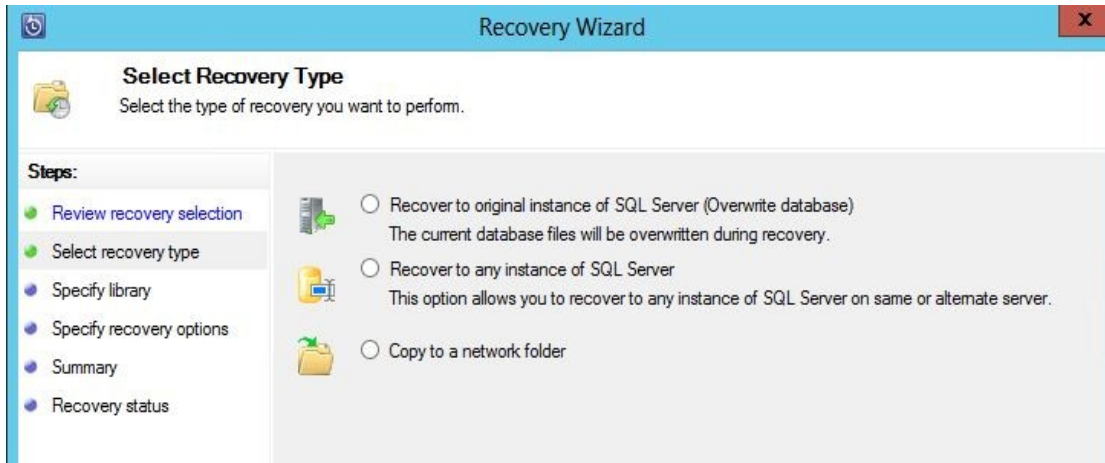 Recovery Wizard
x
Select Recovery Type
Select the type of recovery you want to perform.
Steps:
Review recovery selection
Select recovery type
Specify library
Specify recovery options
Summary
Recovery status
Recover to original instance of SQL Server (Overwrite database)
The current database files will be overwritten during recovery.
Recover to any instance of SQL Server
This option allows you to recover to any instance of SQL Server on same or alternate server.
Copy to a network folder